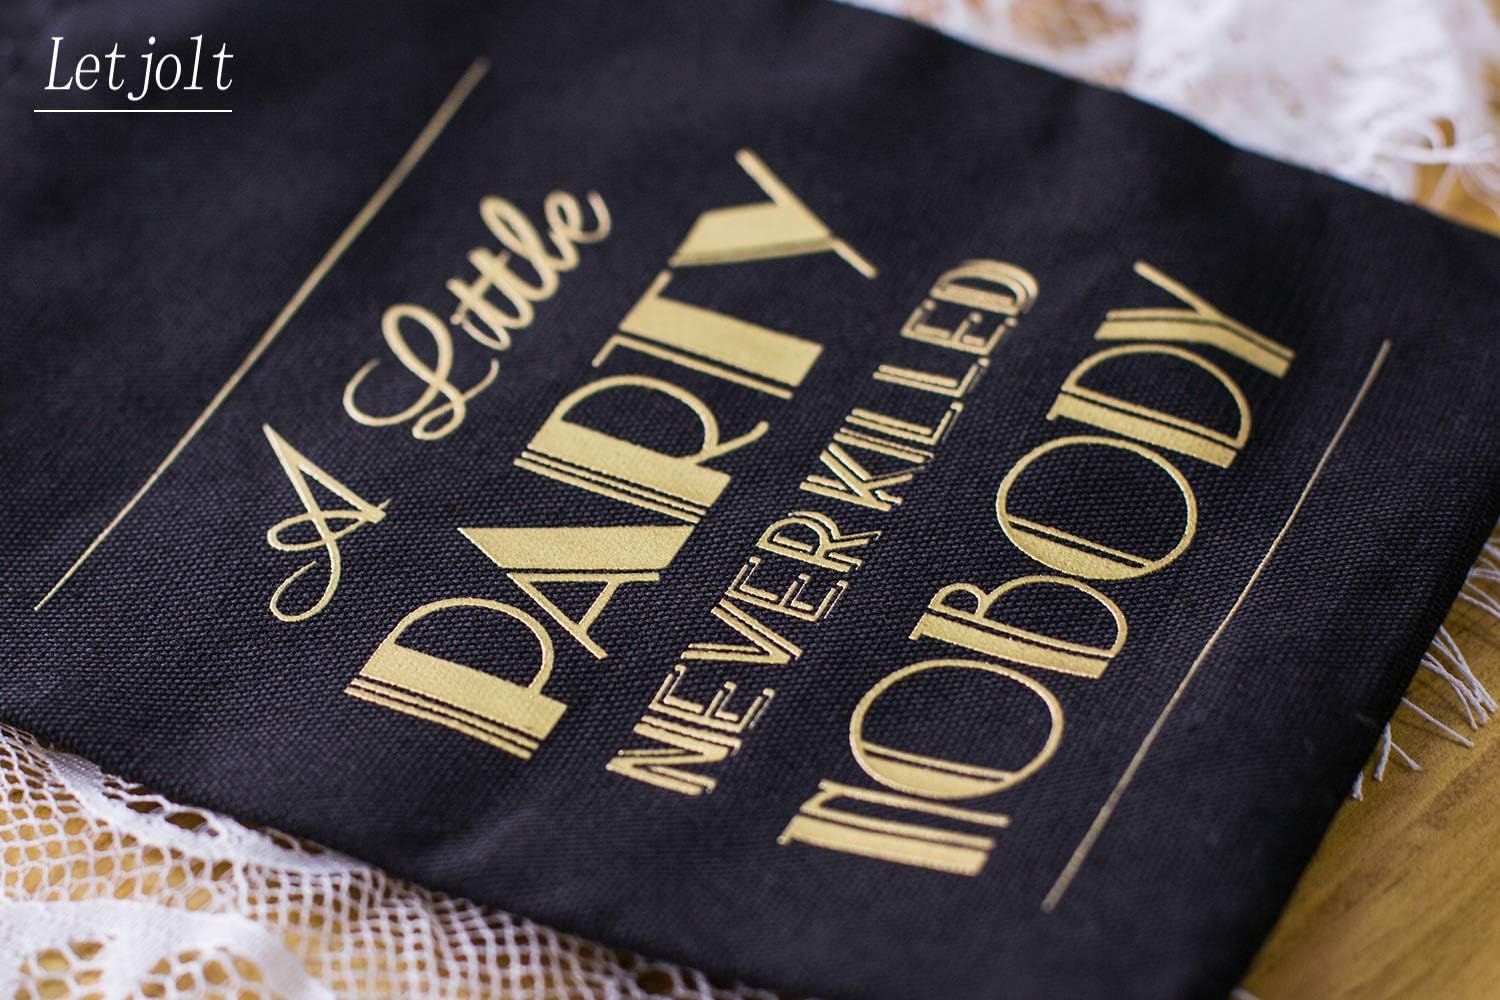 Letjolt
A Little
PARTY
NEVER KILLED
NOBODY